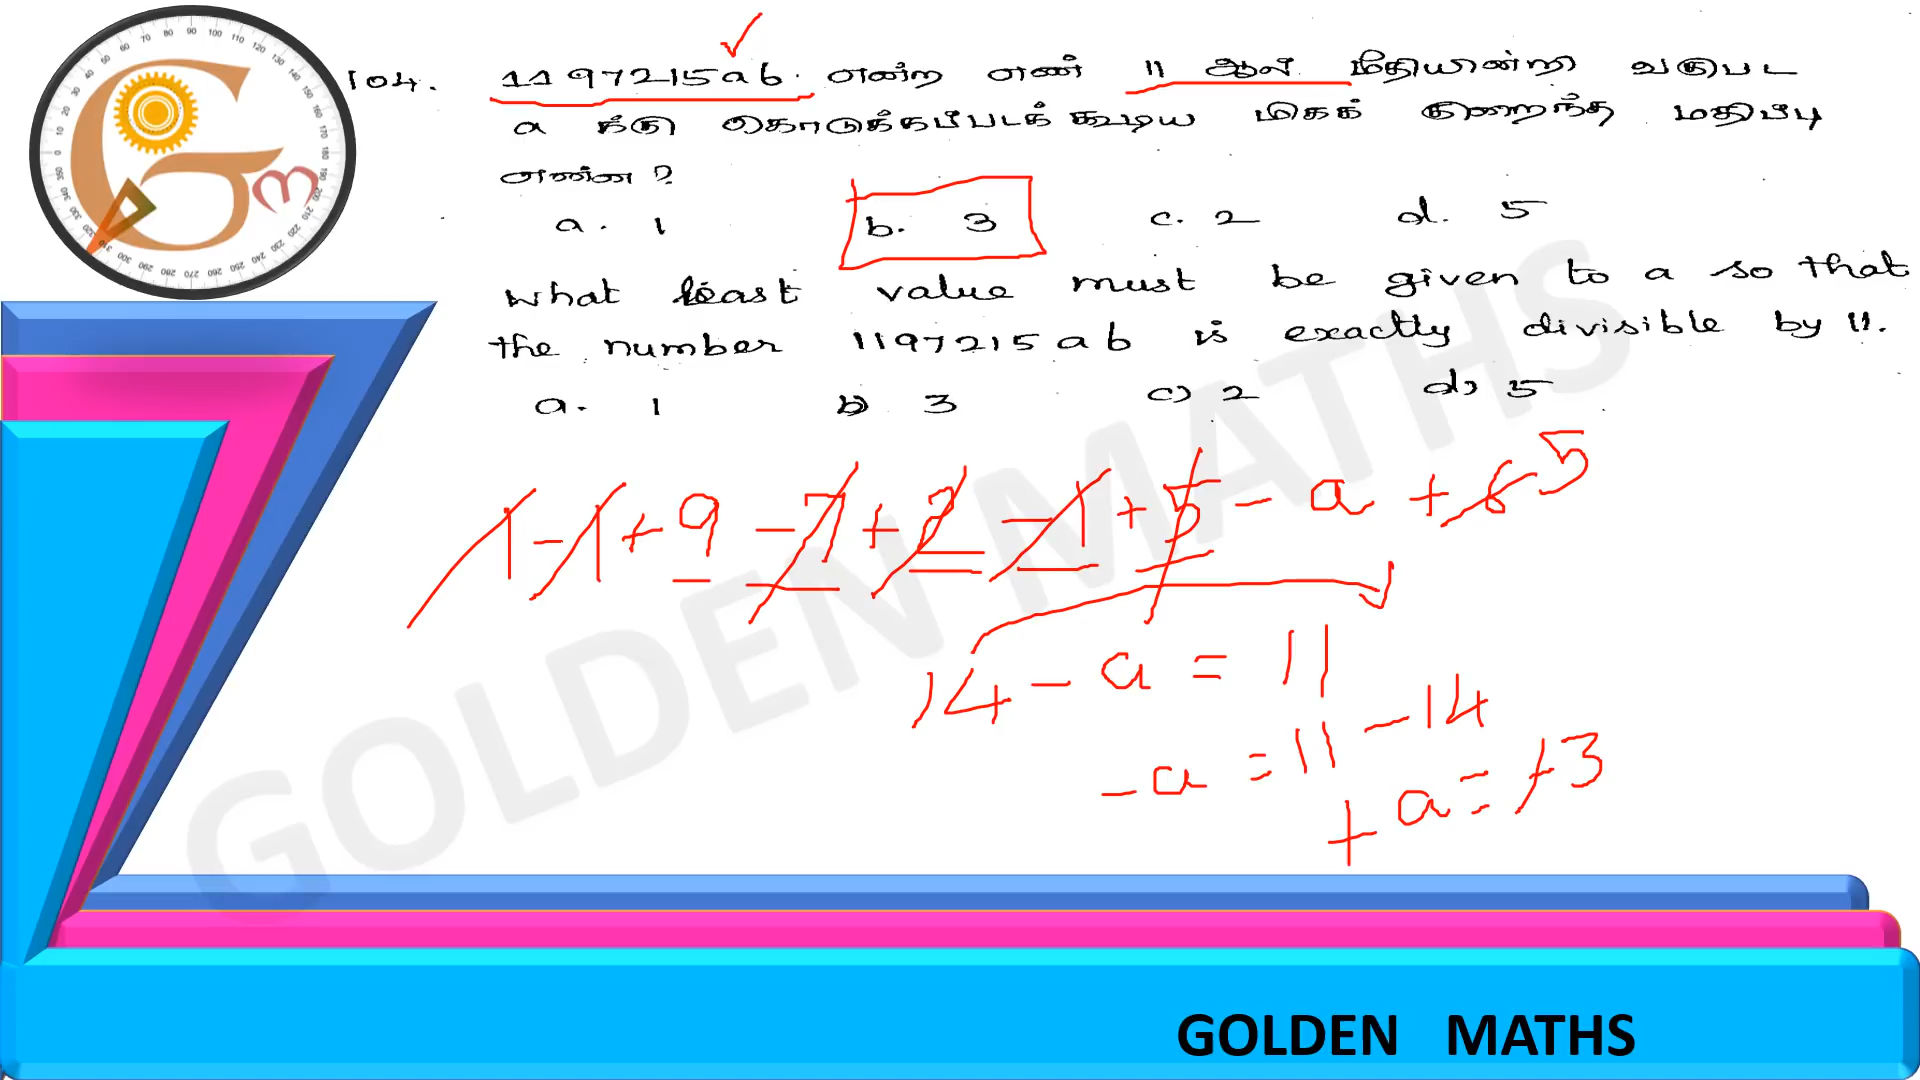 104. 1197215ab. என்ற எண் 11 ஆல் மீதியின்றி வகுபட
a க்கு கொடுக்கப்படக்கூடிய மிகக் குறைந்த மதிப்பு
என்ன?
a. 1 b. 3 c. 2 d. 5
What least value must be given to a so that
the number 1197215ab is exactly divisible by 11.
a. 1 b) 3 c) 2 d) 5
1 - 1 + 9 - 7 + 2 - 1 + 5 - a + 6 5
14 - a = 11
- a = 11 - 14
+ a = +3
GOLDEN MATHS
GOLDEN MATHS